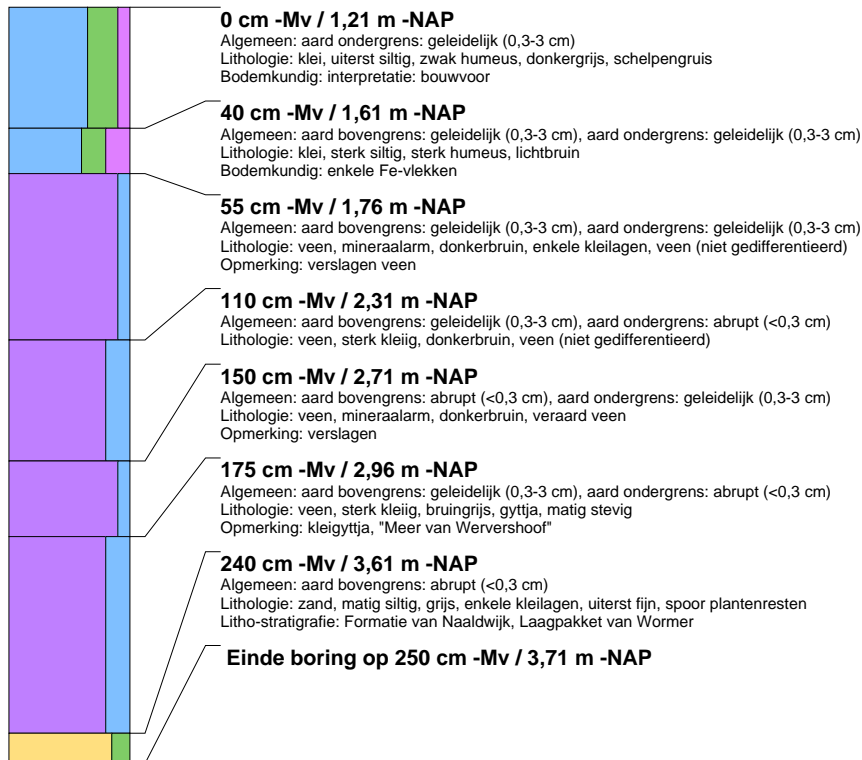 0 cm -Mv / 1,21 m -NAP
Algemeen: aard ondergrens: geleidelijk (0,3-3 cm)
Lithologie: klei, uiterst siltig, zwak humeus, donkergrijs, schelpengruis
Bodemkundig: interpretatie: bouwvoor
40 cm -Mv / 1,61 m -NAP
Algemeen: aard bovengrens: geleidelijk (0,3-3 cm), aard ondergrens: geleidelijk (0,3-3 cm)
Lithologie: klei, sterk siltig, sterk humeus, lichtbruin
Bodemkundig: enkele Fe-vlekken
55 cm -Mv / 1,76 m -NAP
Algemeen: aard bovengrens: geleidelijk (0,3-3 cm), aard ondergrens: geleidelijk (0,3-3 cm)
Lithologie: veen, mineraalarm, donkerbruin, enkele kleilagen, veen (niet gedifferentieerd)
Opmerking: verslagen veen
110 cm -Mv / 2,31 m -NAP
Algemeen: aard bovengrens: geleidelijk (0,3-3 cm), aard ondergrens: abrupt (<0,3 cm)
Lithologie: veen, sterk kleiig, donkerbruin, veen (niet gedifferentieerd)
150 cm -Mv / 2,71 m -NAP
Algemeen: aard bovengrens: abrupt (<0,3 cm), aard ondergrens: geleidelijk (0,3-3 cm)
Lithologie: veen, mineraalarm, donkerbruin, veraard veen
Opmerking: verslagen
175 cm -Mv / 2,96 m -NAP
Algemeen: aard bovengrens: geleidelijk (0,3-3 cm), aard ondergrens: abrupt (<0,3 cm)
Lithologie: veen, sterk kleiig, bruingrijs, gyttja, matig stevig
Opmerking: kleigyttja, "Meer van Wervershoof"
240 cm -Mv / 3,61 m -NAP
Algemeen: aard bovengrens: abrupt (<0,3 cm)
Lithologie: zand, matig siltig, grijs, enkele kleilagen, uiterst fijn, spoor plantenresten
Litho-stratigrafie: Formatie van Naaldwijk, Laagpakket van Wormer
Einde boring op 250 cm -Mv / 3,71 m -NAP